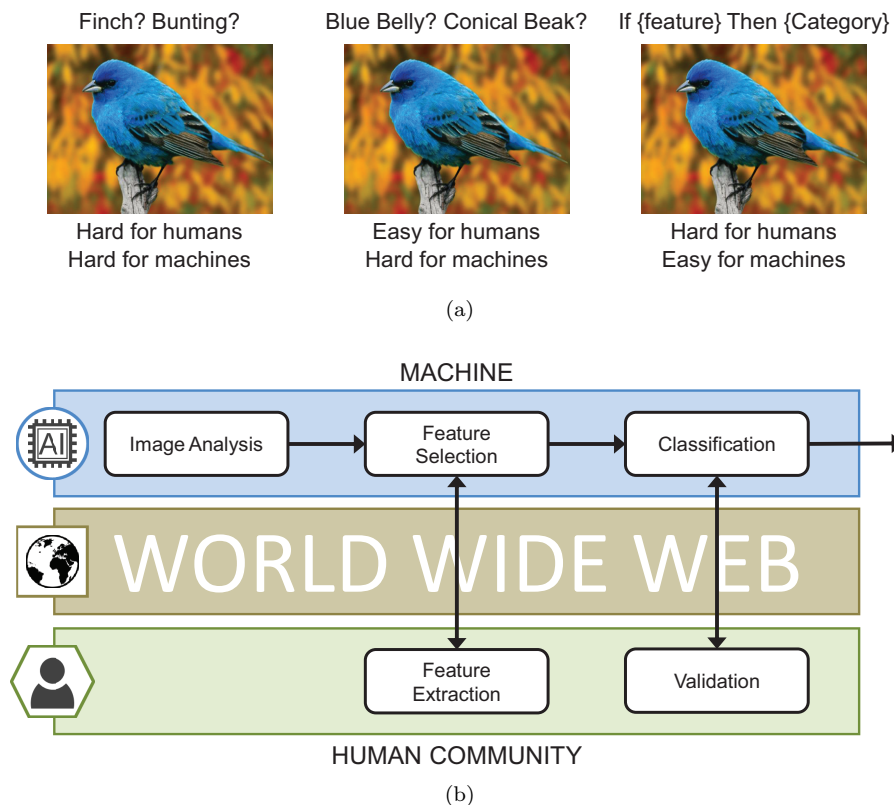 Finch? Bunting?
Blue Belly? Conical Beak?
If {feature} Then {Category}
Hard for humans
Hard for machines
Easy for humans
Hard for machines
Hard for humans
Easy for machines
(a)
MACHINE
AI
Image Analysis
Feature
Selection
Classification
WORLD WIDE WEB
Feature
Extraction
Validation
HUMAN COMMUNITY
(b)